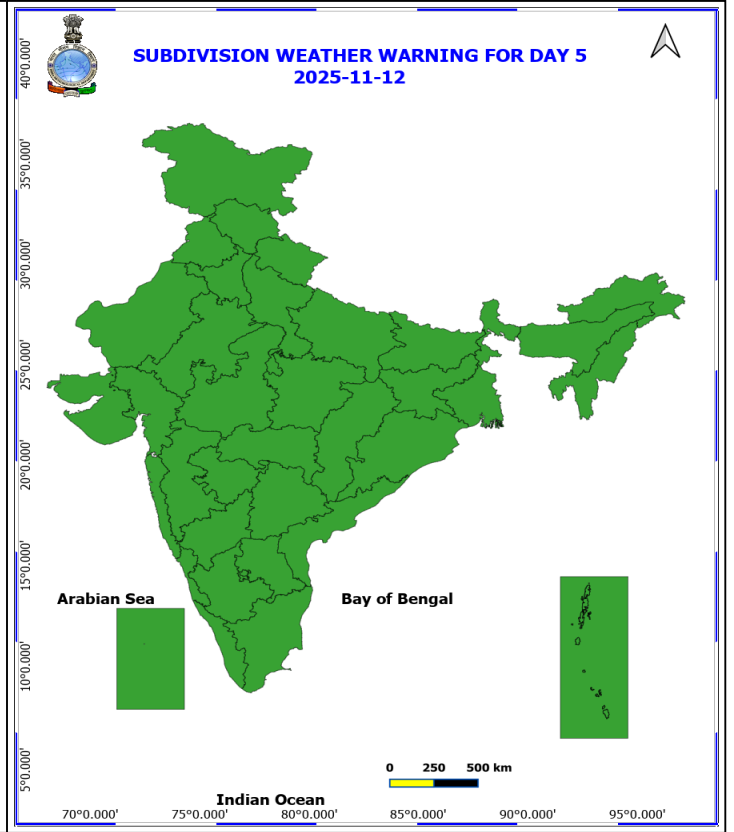 SUBDIVISION WEATHER WARNING FOR DAY 5
2025-11-12
40°0.000'
35°0.000'
30°0.000'
25°0.000'
20°0.000'
15°0.000'
10°0.000'
5°0.000'
Arabian Sea
Bay of Bengal
0 250 500 km
Indian Ocean
70°0.000' 75°0.000' 80°0.000' 85°0.000' 90°0.000' 95°0.000'